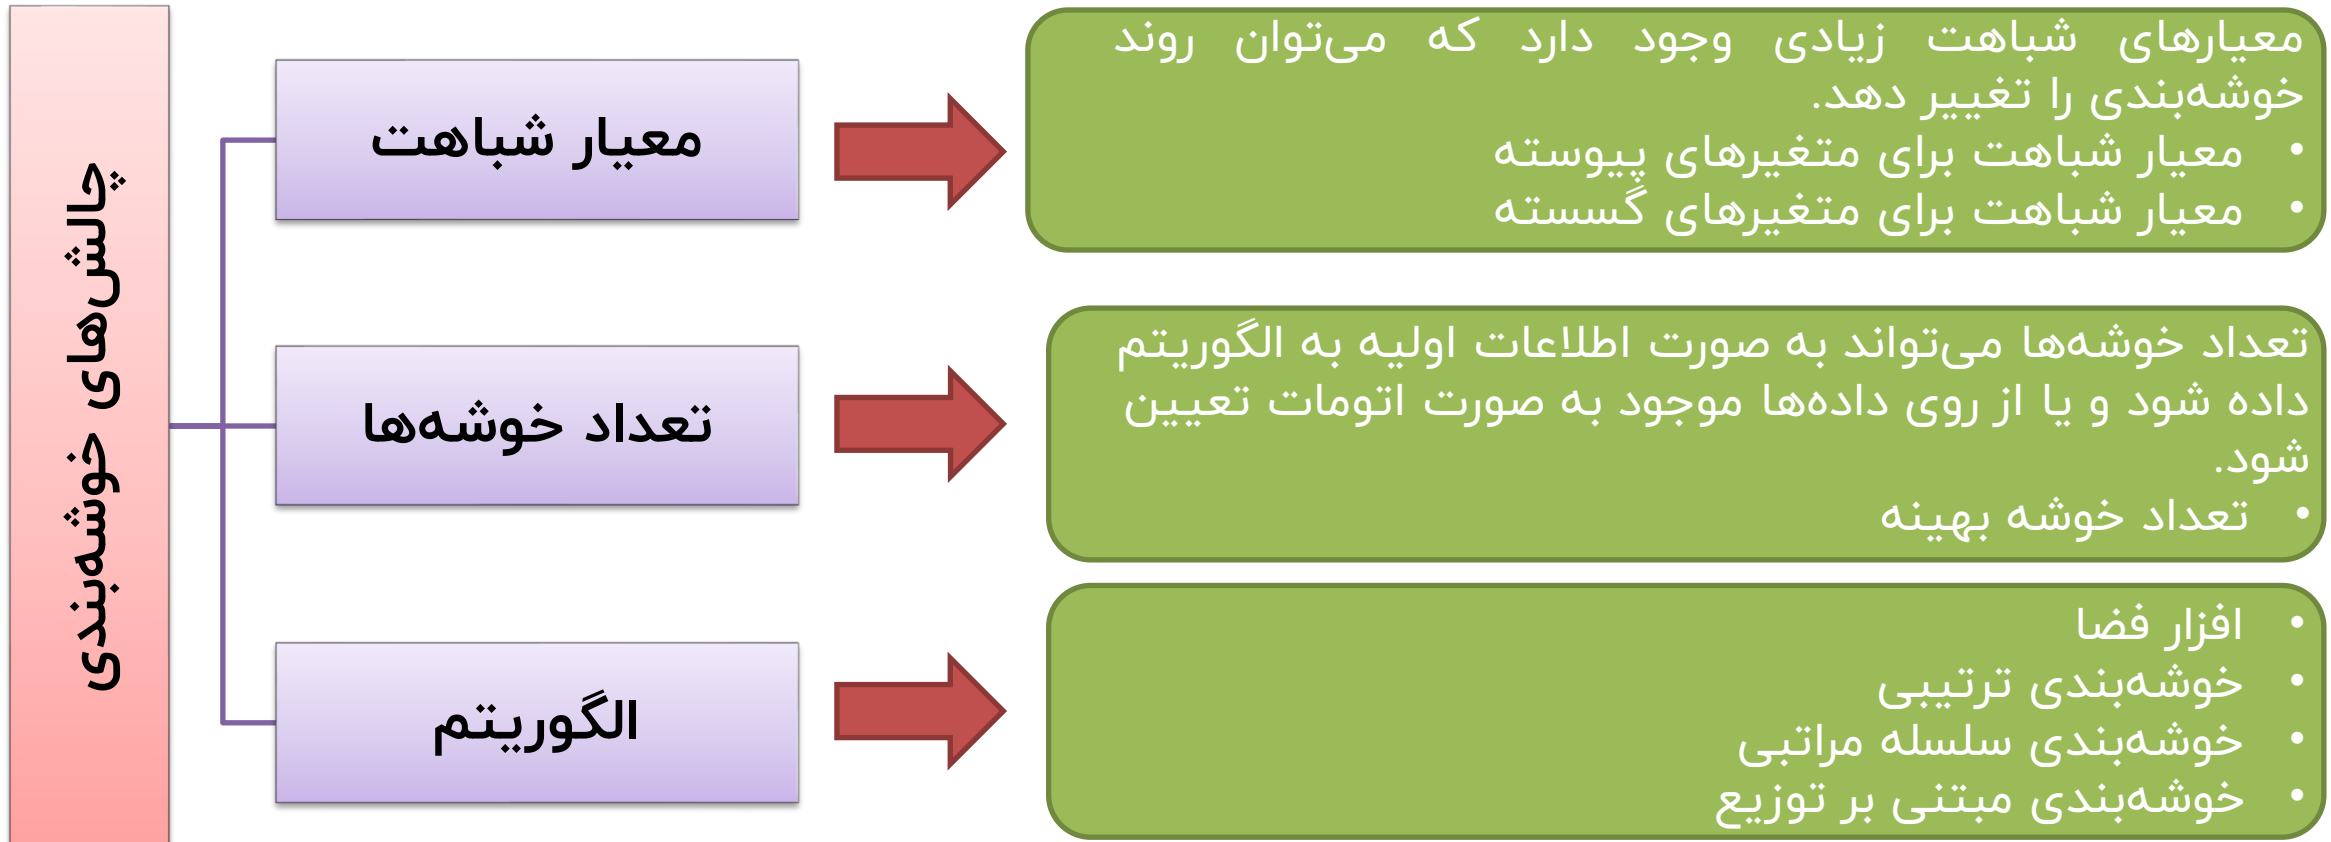 چالش‌های خوشه‌بندی
معیار شباهت
معیارهای شباهت زیادی وجود دارد که می‌توان روند
خوشه‌بندی را تغییر دهد.
• معیار شباهت برای متغیرهای پیوسته
• معیار شباهت برای متغیرهای گسسته
تعداد خوشه‌ها
تعداد خوشه‌ها می‌تواند به صورت اطلاعات اولیه به الگوریتم
داده شود و یا از روی داده‌ها موجود به صورت اتومات تعیین
شود.
• تعداد خوشه بهینه
الگوریتم
• افزار فضا
• خوشه‌بندی ترتیبی
• خوشه‌بندی سلسله مراتبی
• خوشه‌بندی مبتنی بر توزیع